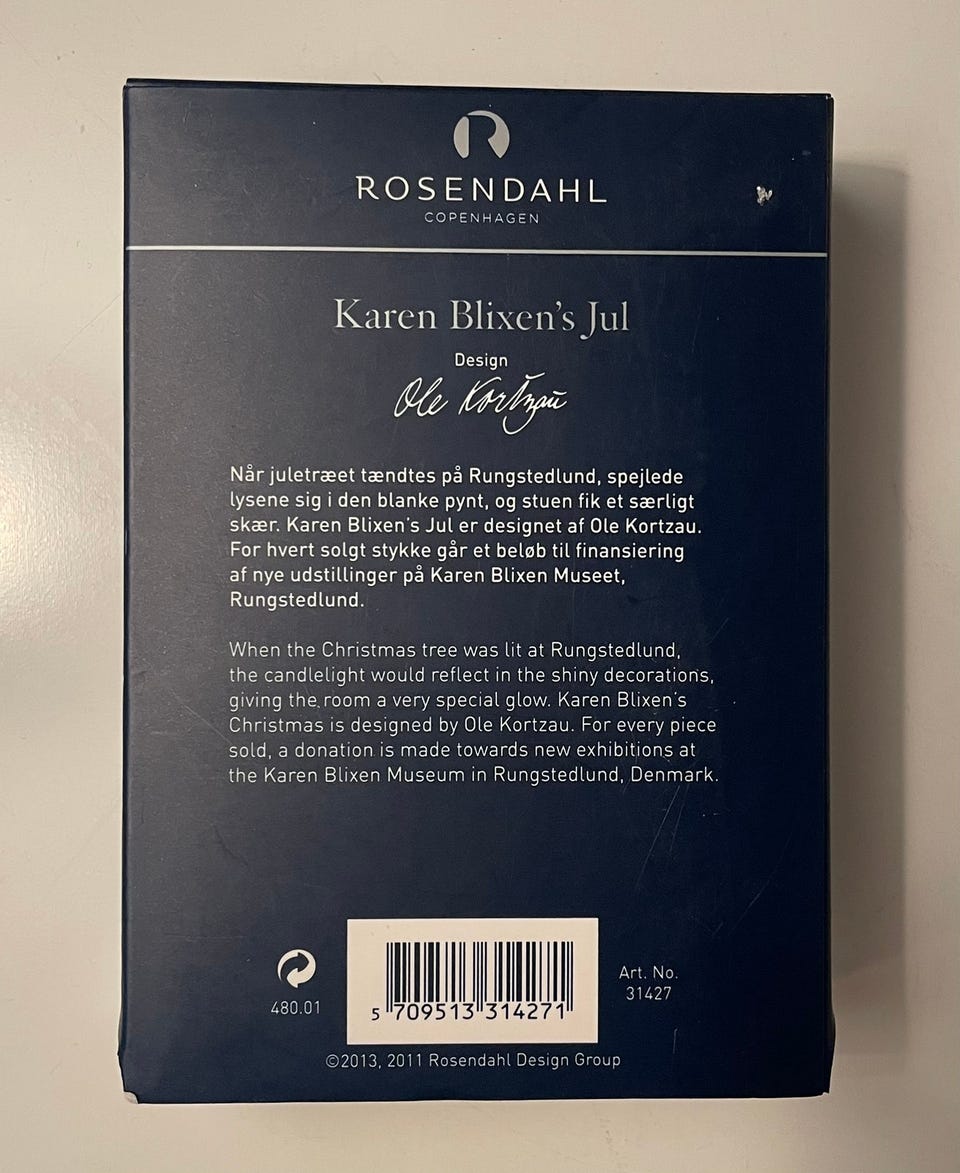 R
ROSENDAHL
COPENHAGEN
Karen Blixen's Jul
Design
Ole Kortzau
Når juletræet tændtes på Rungstedlund, spejlede
lysene sig i den blanke pynt, og stuen fik et særligt
skær. Karen Blixen's Jul er designet af Ole Kortzau.
For hvert solgt stykke går et beløb til finansiering
af nye udstillinger på Karen Blixen Museet,
Rungstedlund.
When the Christmas tree was lit at Rungstedlund,
the candlelight would reflect in the shiny decorations,
giving the room a very special glow. Karen Blixen's
Christmas is designed by Ole Kortzau. For every piece
sold, a donation is made towards new exhibitions at
the Karen Blixen Museum in Rungstedlund, Denmark.
480.01
5 709513 314271
Art. No.
31427
©2013, 2011 Rosendahl Design Group